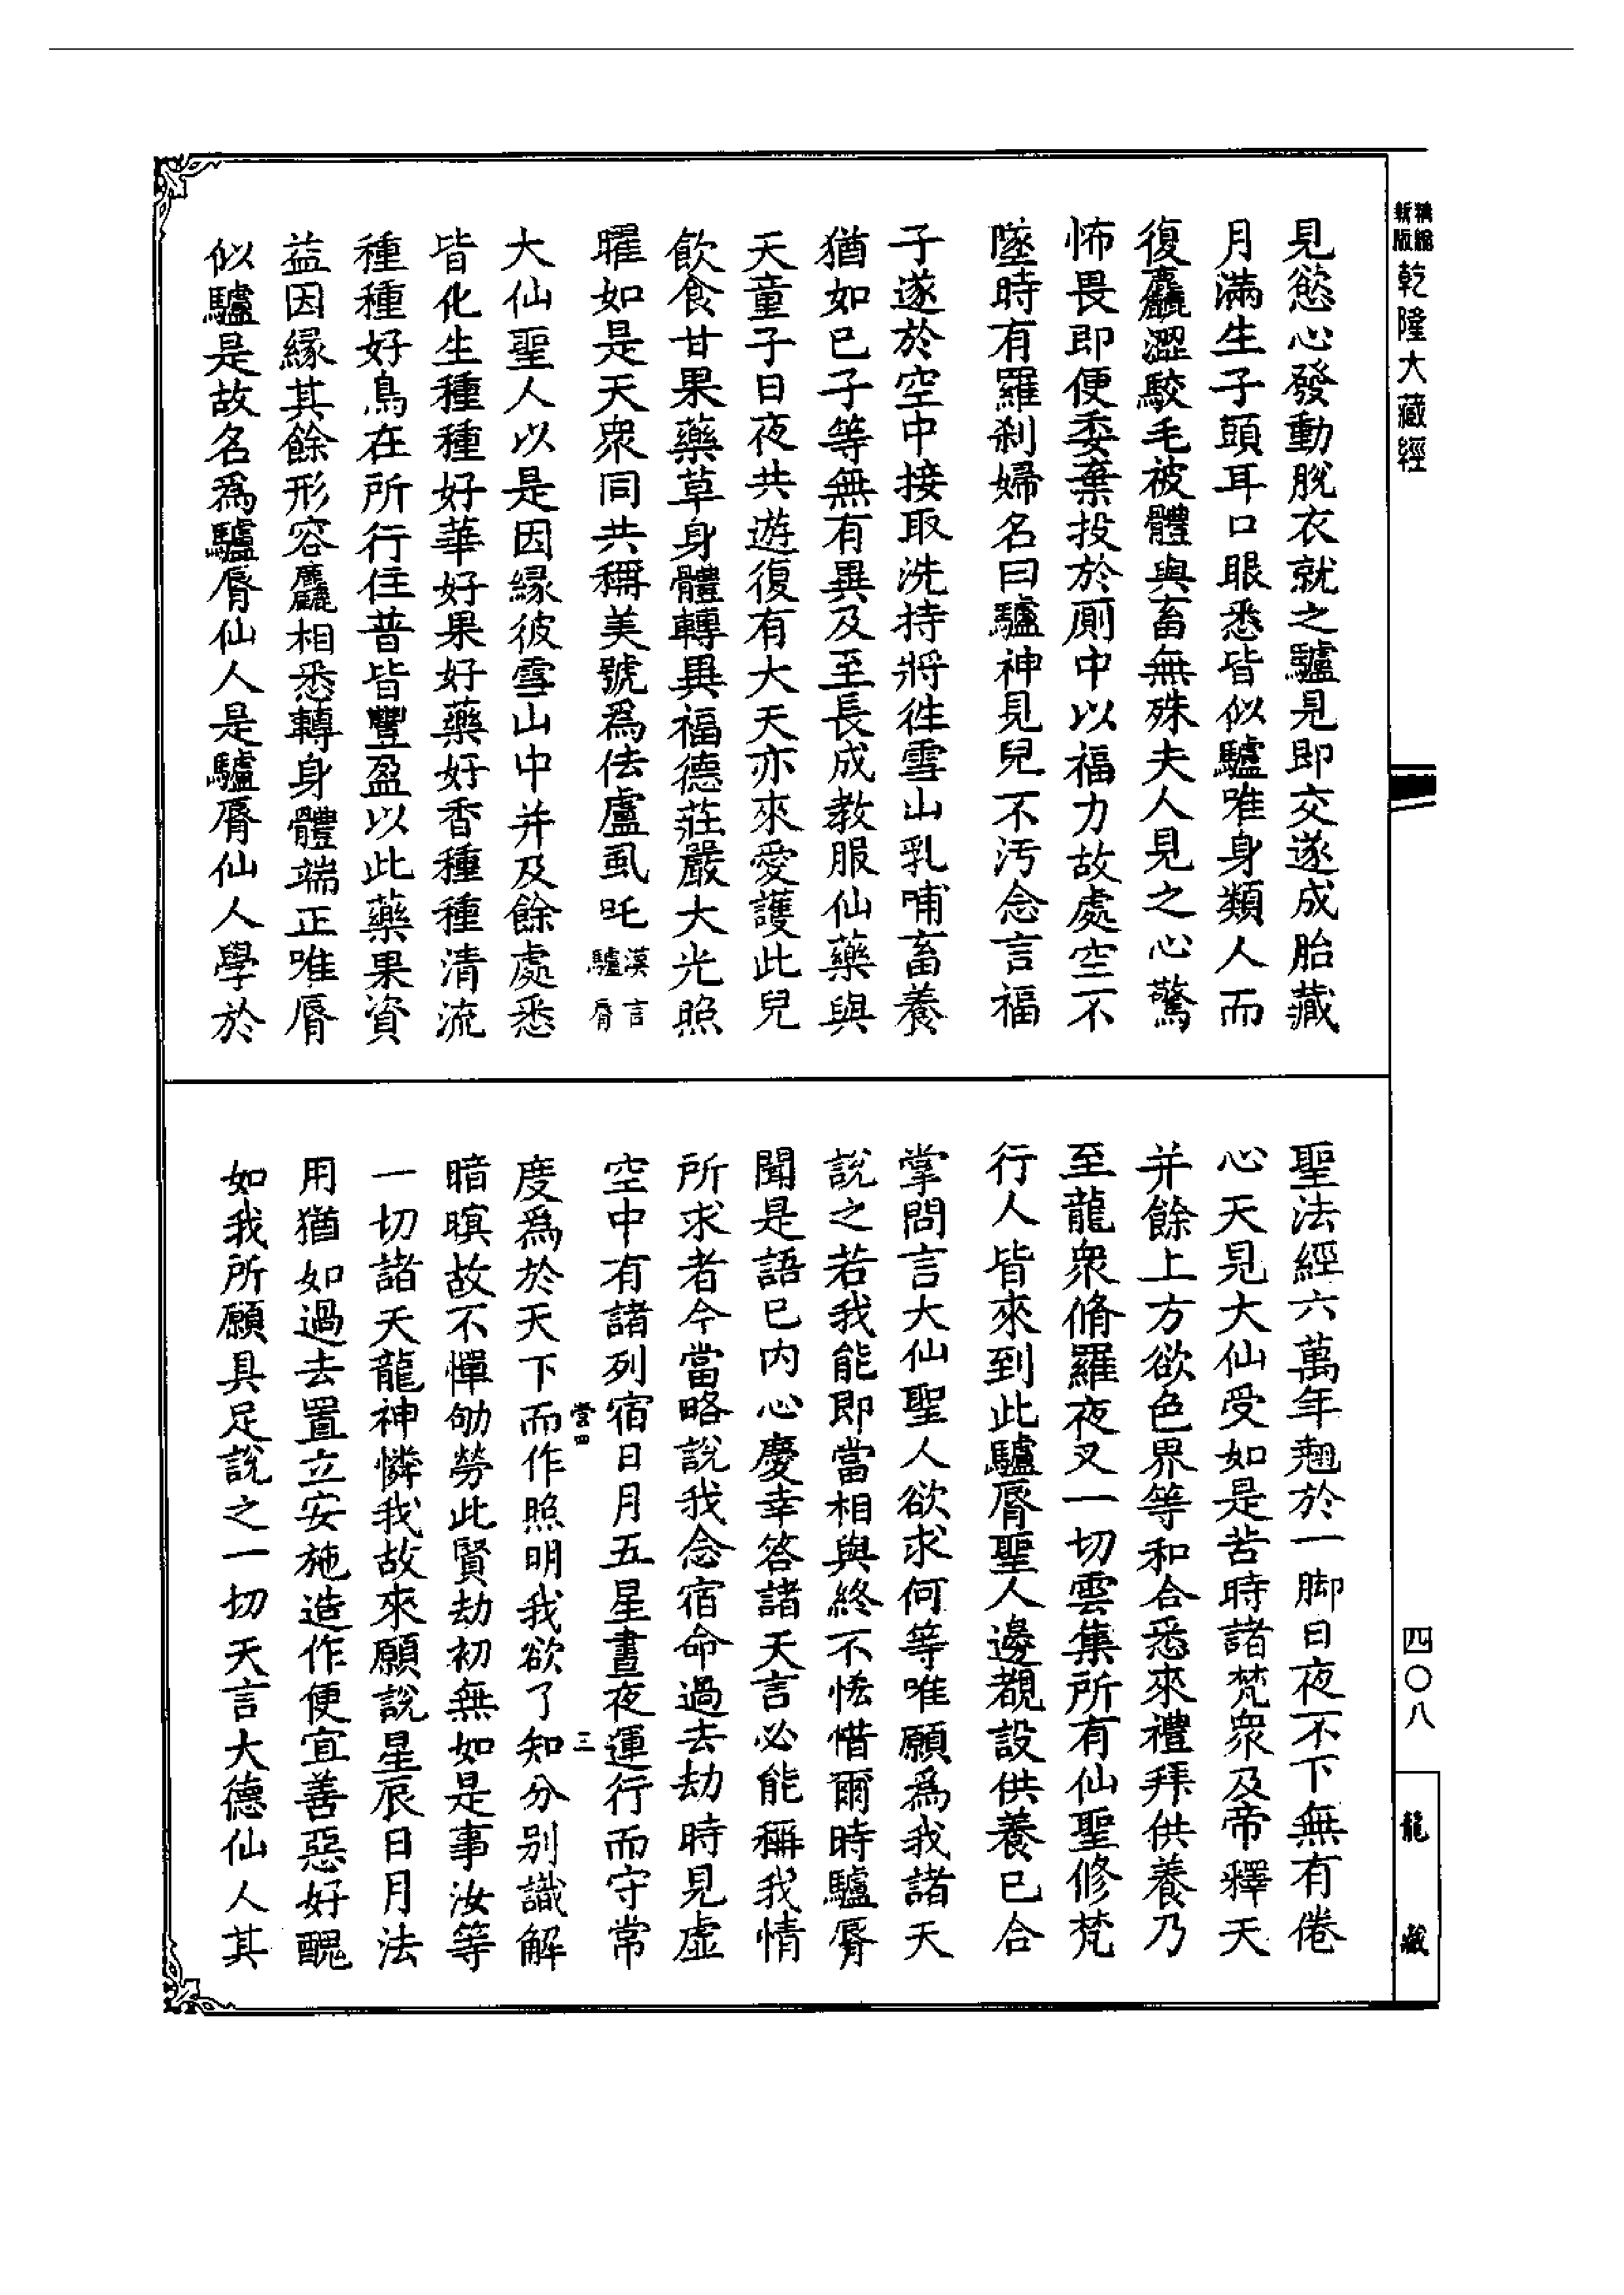 精縮新版乾隆大藏經
見慾心發動脫衣就之驢見即交遂成胎藏
月滿生子頭耳口眼悉皆似驢唯身類人而
復麤澀駮毛被體與畜無殊夫人見之心驚
怖畏即便委棄投於厠中以福力故處空不
墜時有羅刹婦名曰驢神見兒不汚念言福
子遂於空中接取洗持將往雪山乳哺畜養
猶如已子等無有異及至長成教服仙藥與
天童子日夜共遊復有大天亦來愛護此兒
飲食甘果藥草身體轉異福德莊嚴大光照
曜如是天衆同共稱美號爲佉盧虱吒漢言驢脣
大仙聖人以是因緣彼雪山中并及餘處悉
皆化生種種好華好果好藥好香種種清流
種種好鳥在所行住普皆豐盈以此藥果資
益因緣其餘形容麤相悉轉身體端正唯脣
似驢是故名爲驢脣仙人是驢脣仙人學於
聖法經六萬年翹於一脚日夜不下無有倦
心天見大仙受如是苦時諸梵衆及帝釋天
并餘上方欲色界等和合悉來禮拜供養乃
至龍衆脩羅夜叉一切雲集所有仙聖修梵
行人皆來到此驢脣聖人邊覩設供養已合
掌問言大仙聖人欲求何等唯願爲我諸天
說之若我能即當相與終不恡惜爾時驢脣
聞是語已内心慶幸答諸天言必能稱我情
所求者今當略說我念宿命過去劫時見虛
空中有諸列宿日月五星晝夜運行而守常
當四 三
度爲於天下而作照明我欲了知分别識解
暗暝故不憚劬勞此賢劫初無如是事汝等
一切諸天龍神憐我故來願說星辰日月法
用猶如過去置立安施造作便宜善惡好醜
如我所願具足說之一切天言大德仙人其
四〇八
龍藏